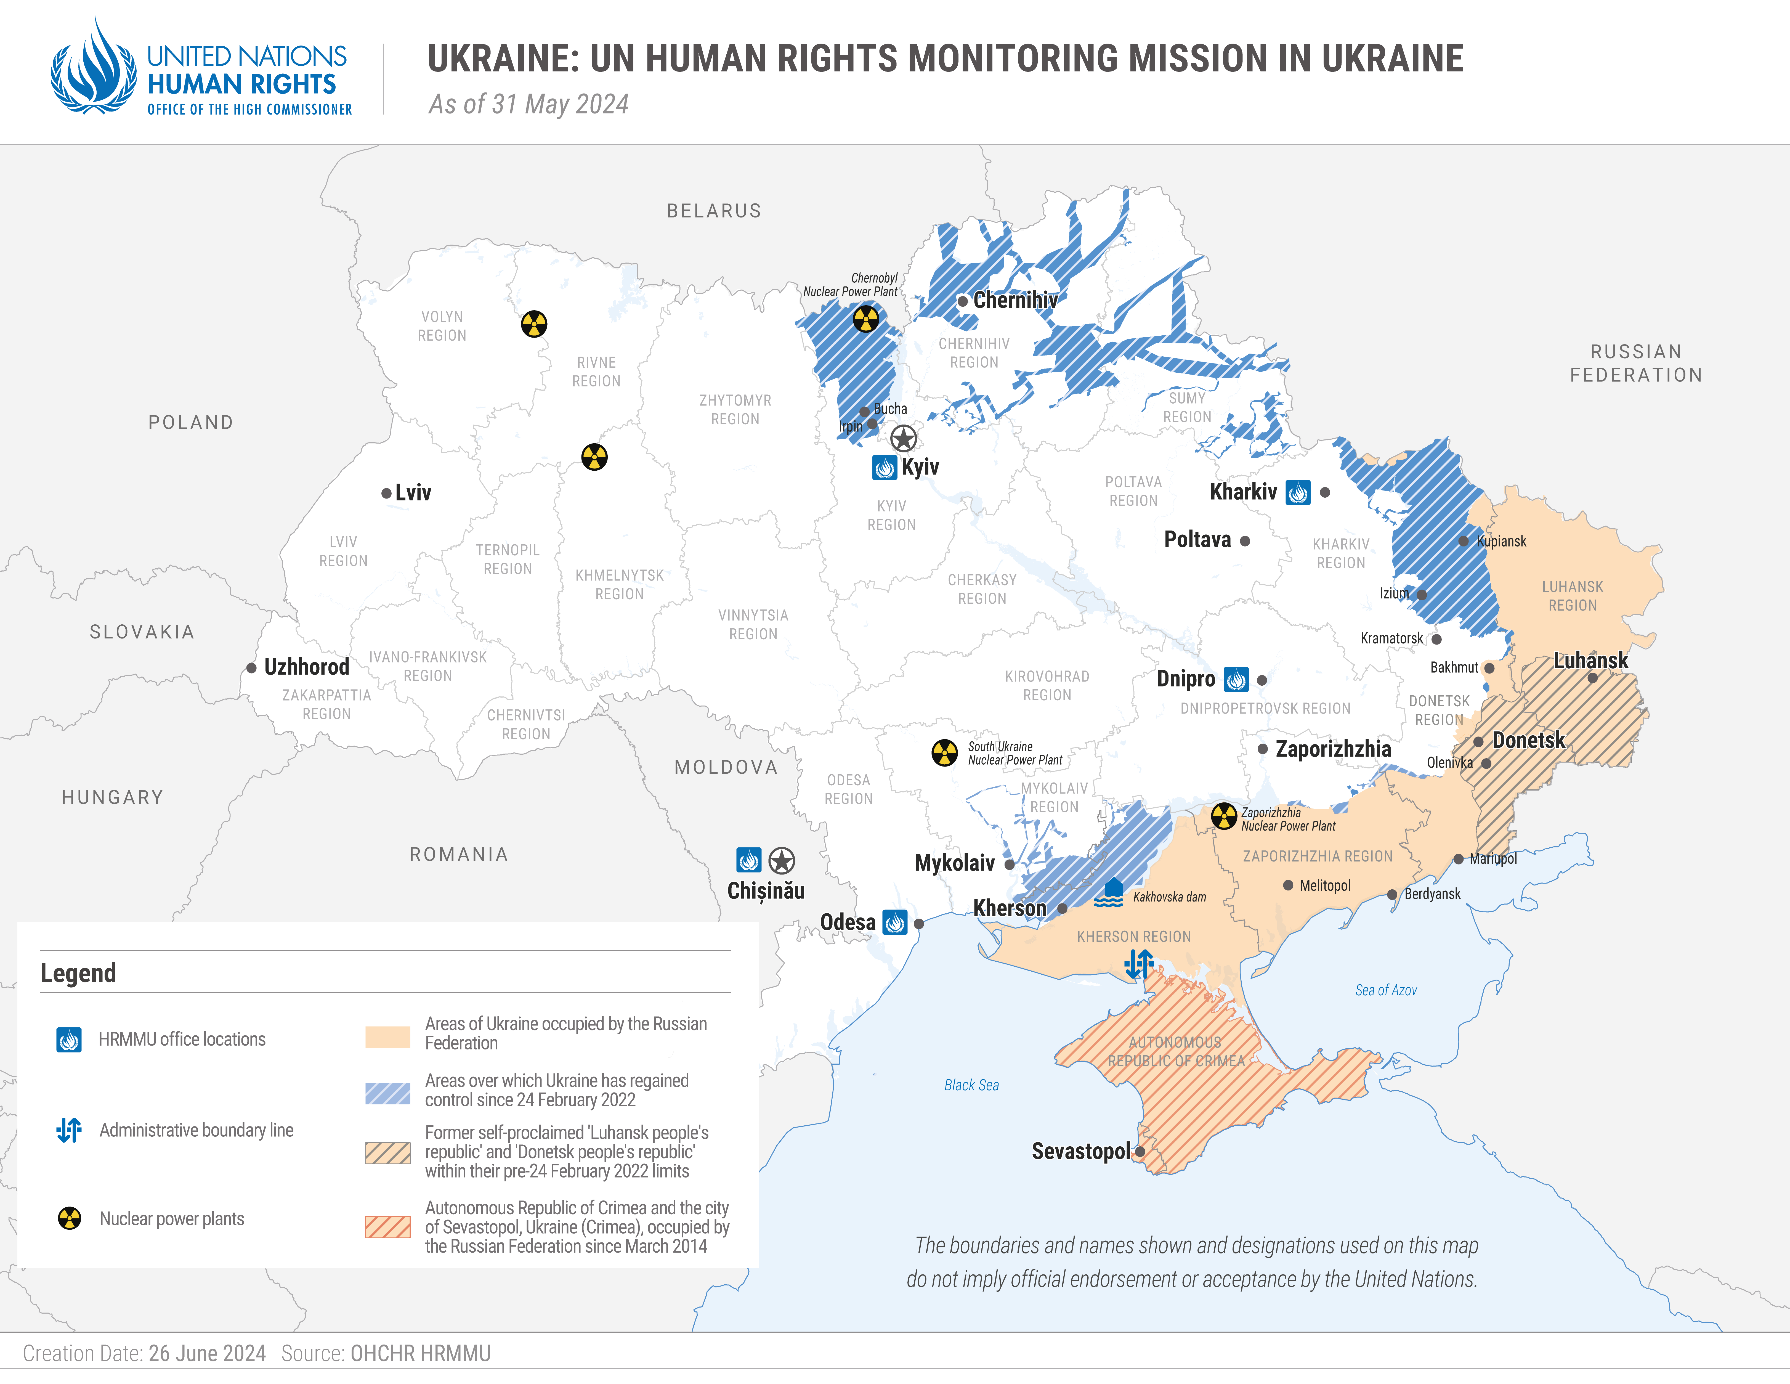 UNITED NATIONS
HUMAN RIGHTS
OFFICE OF THE HIGH COMMISSIONER
UKRAINE: UN HUMAN RIGHTS MONITORING MISSION IN UKRAINE
As of 31 May 2024
BELARUS
RUSSIAN
FEDERATION
POLAND
SLOVAKIA
HUNGARY
ROMANIA
MOLDOVA
Chernobyl
Nuclear Power Plant
Chernihiv
VOLYN
REGION
RIVNE
REGION
ZHYTOMYR
REGION
CHERNIHIV
REGION
SUMY
REGION
Bucha
Irpin
Kyiv
KYIV
REGION
Lviv
LVIV
REGION
TERNOPIL
REGION
KHMELNYTSK
REGION
VINNYTSIA
REGION
CHERKASY
REGION
POLTAVA
REGION
Kharkiv
Poltava
KHARKIV
REGION
Kupiansk
Izium
LUHANSK
REGION
Kramatorsk
Bakhmut
Luhansk
Uzhhorod
IVANO-FRANKIVSK
REGION
ZAKARPATTIA
REGION
CHERNIVTSI
REGION
KIROVOHRAD
REGION
Dnipro
DNIPROPETROVSK REGION
DONETSK
REGION
Donetsk
Olenivka
Zaporizhzhia
South Ukraine
Nuclear Power Plant
ODESA
REGION
MYKOLAIV
REGION
Zaporizhzhia
Nuclear Power Plant
ZAPORIZHZHIA REGION
Mariupol
Melitopol
Berdyansk
Mykolaiv
Kakhovska dam
Kherson
KHERSON REGION
Chișinău
Odesa
Sea of Azov
AUTONOMOUS
REPUBLIC OF CRIMEA
Black Sea
Sevastopol
Legend
HRMMU office locations
Administrative boundary line
Nuclear power plants
Areas of Ukraine occupied by the Russian
Federation
Areas over which Ukraine has regained
control since 24 February 2022
Former self-proclaimed 'Luhansk people's
republic' and 'Donetsk people's republic'
within their pre-24 February 2022 limits
Autonomous Republic of Crimea and the city
of Sevastopol, Ukraine (Crimea), occupied by
the Russian Federation since March 2014
The boundaries and names shown and designations used on this map
do not imply official endorsement or acceptance by the United Nations.
Creation Date: 26 June 2024 Source: OHCHR HRMMU